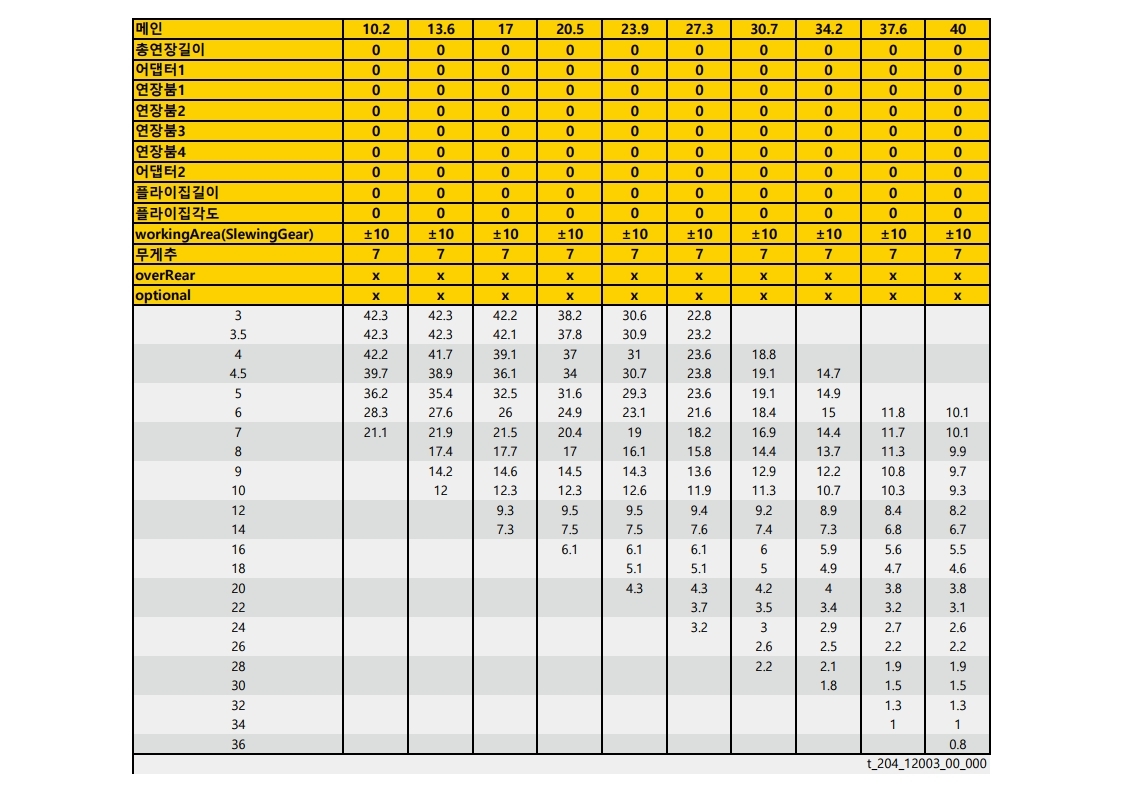 메인 10.2 13.6 17 20.5 23.9 27.3 30.7 34.2 37.6 40
총연장길이 0 0 0 0 0 0 0 0 0 0
어댑터1 0 0 0 0 0 0 0 0 0 0
연장붐1 0 0 0 0 0 0 0 0 0 0
연장붐2 0 0 0 0 0 0 0 0 0 0
연장붐3 0 0 0 0 0 0 0 0 0 0
연장붐4 0 0 0 0 0 0 0 0 0 0
어댑터2 0 0 0 0 0 0 0 0 0 0
플라이집길이 0 0 0 0 0 0 0 0 0 0
플라이집각도 0 0 0 0 0 0 0 0 0 0
workingArea(SlewingGear) ±10 ±10 ±10 ±10 ±10 ±10 ±10 ±10 ±10 ±10
무게추 7 7 7 7 7 7 7 7 7 7
overRear x x x x x x x x x x
optional x x x x x x x x x x
3 42.3 42.3 42.2 38.2 30.6 22.8
3.5 42.3 42.3 42.1 37.8 30.9 23.2
4 42.2 41.7 39.1 37 31 23.6 18.8
4.5 39.7 38.9 36.1 34 30.7 23.8 19.1 14.7
5 36.2 35.4 32.5 31.6 29.3 23.6 19.1 14.9
6 28.3 27.6 26 24.9 23.1 21.6 18.4 15 11.8 10.1
7 21.1 21.9 21.5 20.4 19 18.2 16.9 14.4 11.7 10.1
8 17.4 17.7 17 16.1 15.8 14.4 13.7 11.3 9.9
9 14.2 14.6 14.5 14.3 13.6 12.9 12.2 10.8 9.7
10 12 12.3 12.3 12.6 11.9 11.3 10.7 10.3 9.3
12 9.3 9.5 9.5 9.4 9.2 8.9 8.4 8.2
14 7.3 7.5 7.5 7.6 7.4 7.3 6.8 6.7
16 6.1 6.1 6.1 6 5.9 5.6 5.5
18 5.1 5.1 5 4.9 4.7 4.6
20 4.3 4.3 4.2 4 3.8 3.8
22 3.7 3.5 3.4 3.2 3.1
24 3.2 3 2.9 2.7 2.6
26 2.6 2.5 2.2 2.2
28 2.2 2.1 1.9 1.9
30 1.8 1.5 1.5
32 1.3 1.3
34 1 1
36 0.8
t_204_12003_00_000